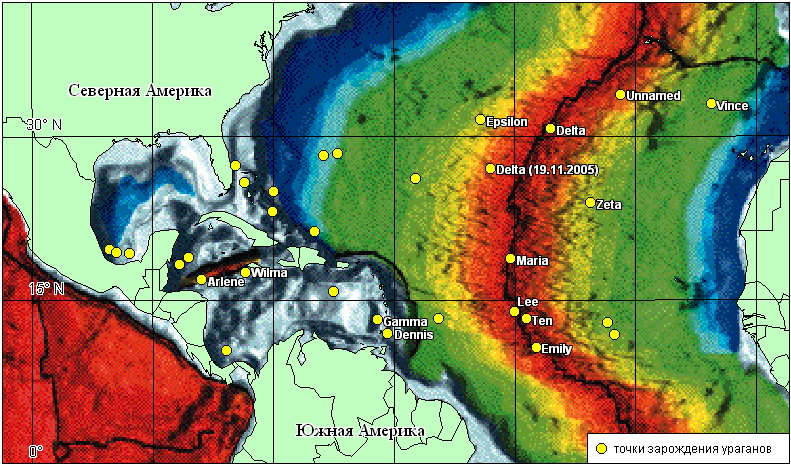 Северная Америка
Unnamed
Vince
30° N
Epsilon
Delta
Delta (19.11.2005)
Zeta
Maria
Wilma
Arlene
15° N
Lee
Gamma
Ten
Dennis
Emily
Южная Америка
0°
точки зарождения ураганов